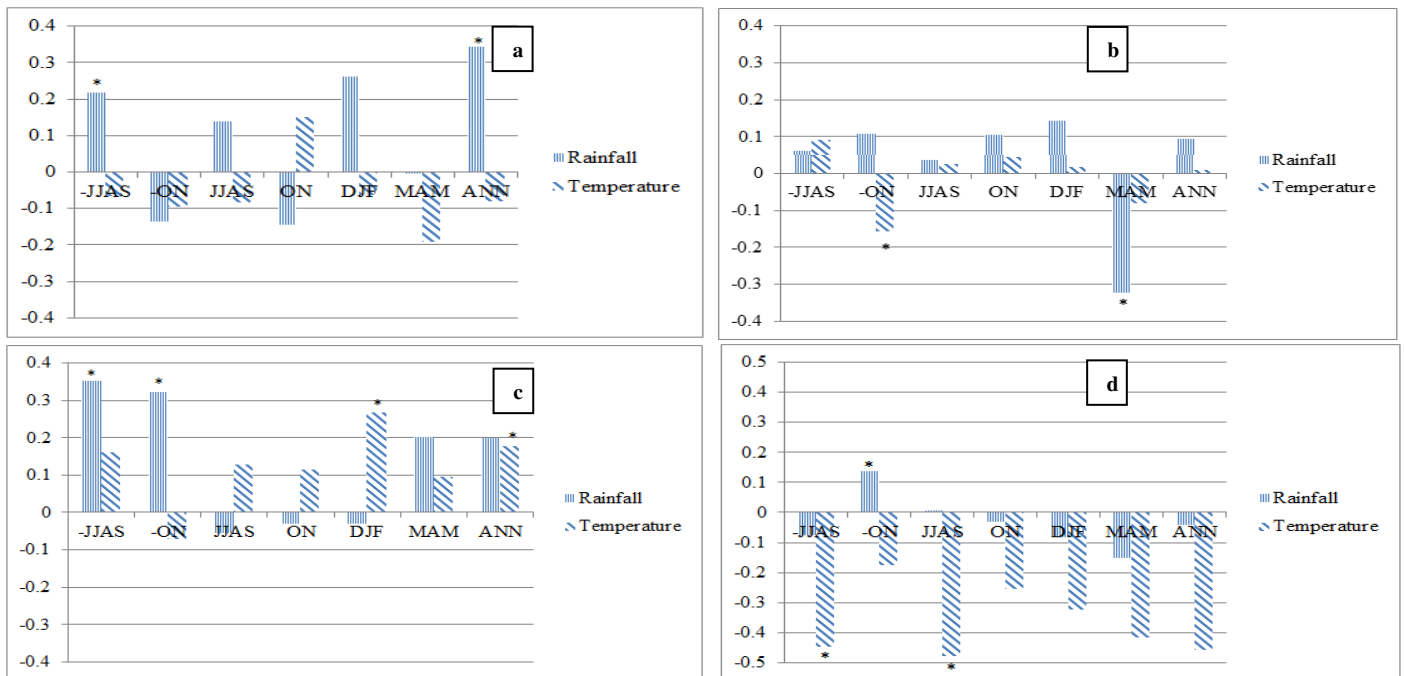 0.4
0.3
0.2
0.1
0
-0.1
-0.2
-0.3
-0.4
* *
-JJAS -ON JJAS ON DJF MAM ANN
a
Rainfall
Temperature
0.4
0.3
0.2
0.1
0
-0.1
-0.2
-0.3
-0.4
-JJAS -ON JJAS ON DJF MAM ANN
* *
b
Rainfall
Temperature
0.4
0.3
0.2
0.1
0
-0.1
-0.2
-0.3
-0.4
* * * *
-JJAS -ON JJAS ON DJF MAM ANN
c
Rainfall
Temperature
0.5
0.4
0.3
0.2
0.1
0
-0.1
-0.2
-0.3
-0.4
-0.5
*
-JJAS -ON JJAS ON DJF MAM ANN
* *
d
Rainfall
Temperature